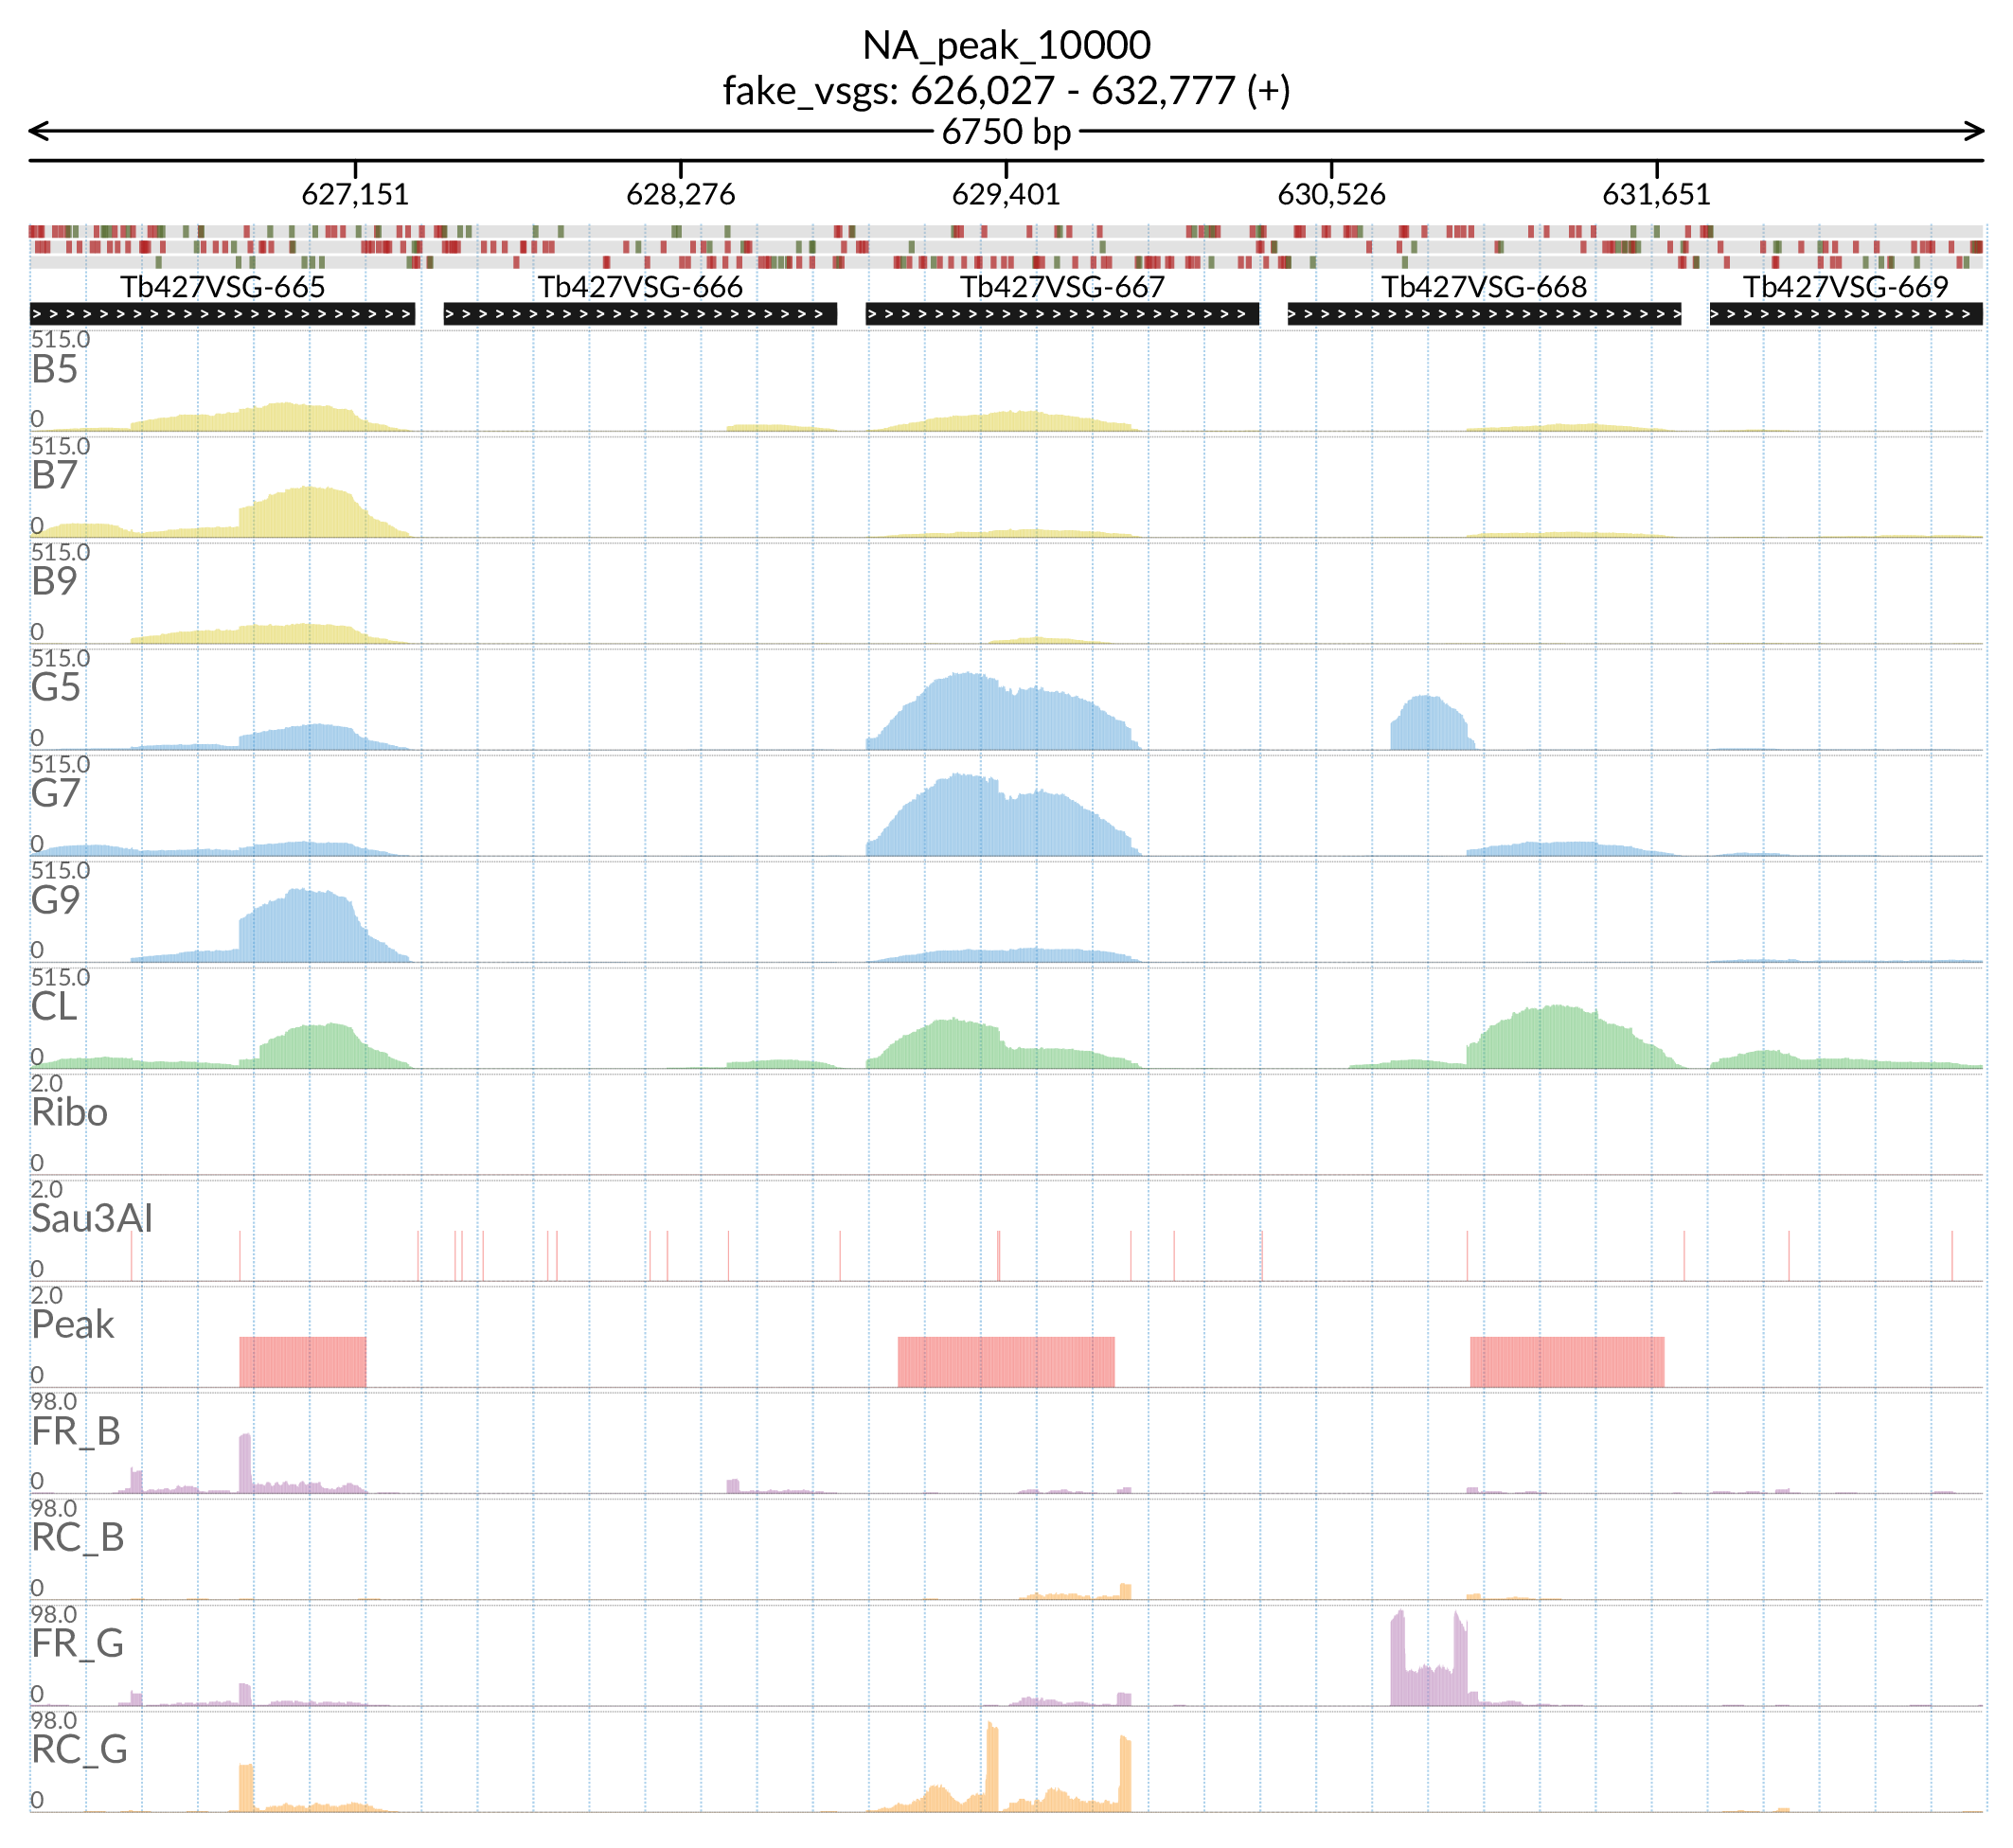 NA_peak_10000
fake_vsgs: 626,027 - 632,777 (+)
6750 bp
627,151 628,276 629,401 630,526 631,651
Tb427VSG-665 Tb427VSG-666 Tb427VSG-667 Tb427VSG-668 Tb427VSG-669
515.0
B5
0
515.0
B7
0
515.0
B9
0
515.0
G5
0
515.0
G7
0
515.0
G9
0
515.0
CL
0
2.0
Ribo
0
2.0
Sau3AI
0
2.0
Peak
0
98.0
FR_B
0
98.0
RC_B
0
98.0
FR_G
0
98.0
RC_G
0